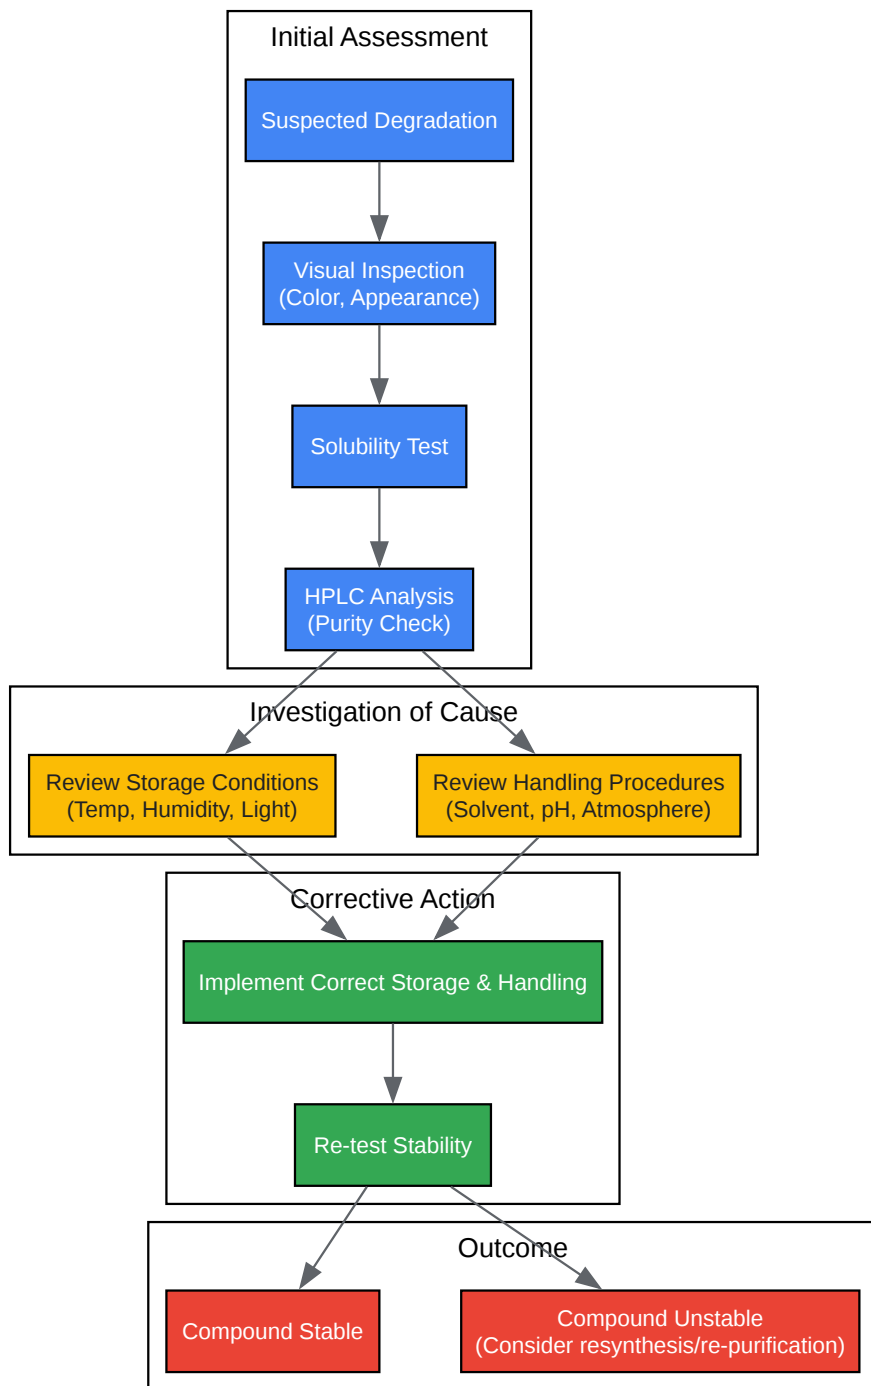 Initial Assessment
Suspected Degradation
Visual Inspection
(Color, Appearance)
Solubility Test
HPLC Analysis
(Purity Check)
Investigation of Cause
Review Storage Conditions
(Temp, Humidity, Light)
Review Handling Procedures
(Solvent, pH, Atmosphere)
Corrective Action
Implement Correct Storage & Handling
Re-test Stability
Outcome
Compound Stable
Compound Unstable
(Consider resynthesis/re-purification)